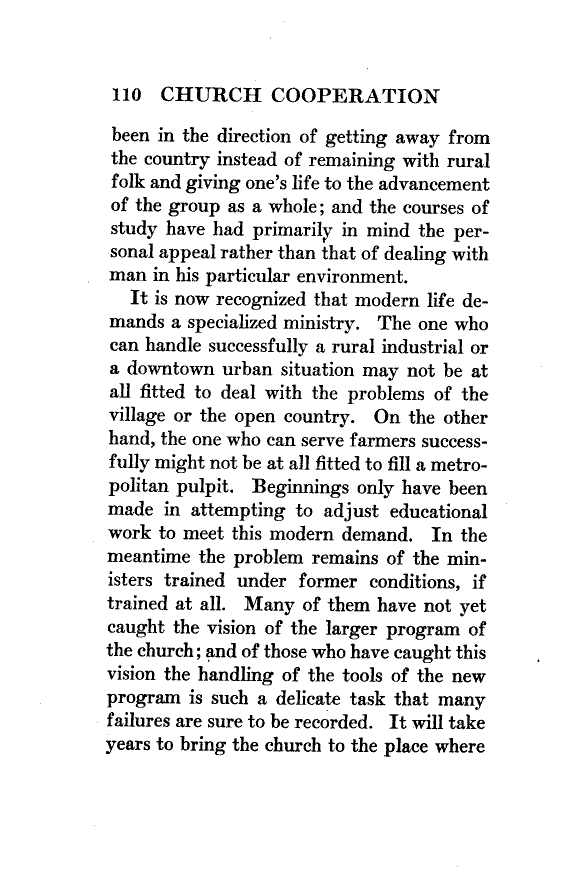 110 CHURCH COOPERATION
been in the direction of getting away from
the country instead of remaining with rural
folk and giving one's life to the advancement
of the group as a whole; and the courses of
study have had primarily in mind the per-
sonal appeal rather than that of dealing with
man in his particular environment.
It is now recognized that modern life de-
mands a specialized ministry. The one who
can handle successfully a rural industrial or
a downtown urban situation may not be at
all fitted to deal with the problems of the
village or the open country. On the other
hand, the one who can serve farmers success-
fully might not be at all fitted to fill a metro-
politan pulpit. Beginnings only have been
made in attempting to adjust educational
work to meet this modern demand. In the
meantime the problem remains of the min-
isters trained under former conditions, if
trained at all. Many of them have not yet
caught the vision of the larger program of
the church; and of those who have caught this
vision the handling of the tools of the new
program is such a delicate task that many
failures are sure to be recorded. It will take
years to bring the church to the place where